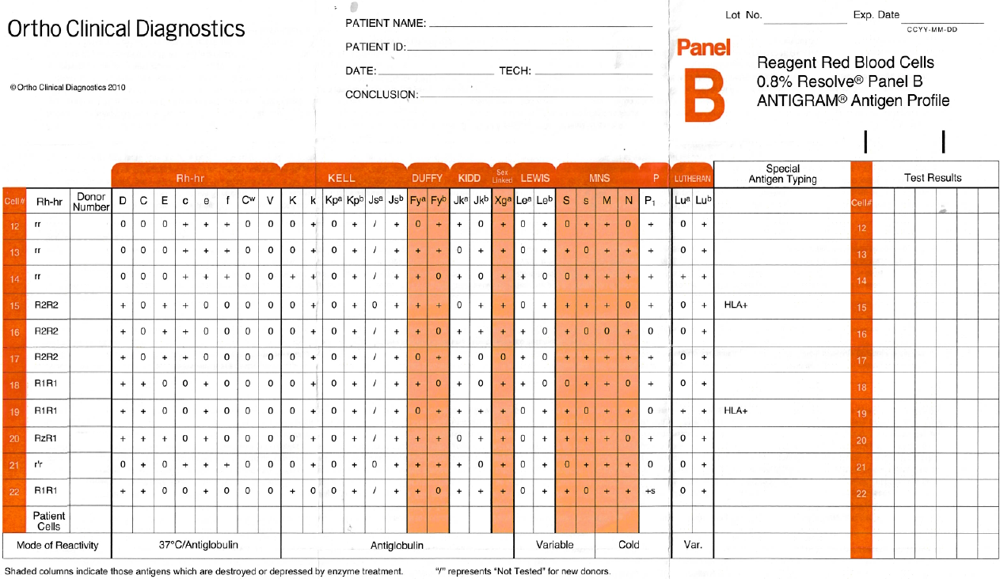 Ortho Clinical Diagnostics
© Ortho Clinical Diagnostics 2010
PATIENT NAME:
PATIENT ID:
DATE: TECH:
CONCLUSION:
Lot No. Exp. Date
CCYY-MM-DD
Panel
B
Reagent Red Blood Cells
0.8% Resolve® Panel B
ANTIGRAM® Antigen Profile
Rh-hr KELL DUFFY KIDD Sex Linked LEWIS MNS P LUTHERAN Special Antigen Typing Test Results
Cell # Rh-hr Donor Number D C E c e f Cʷ V K k Kpᵃ Kpᵇ Jsᵃ Jsᵇ Fyᵃ Fyᵇ Jkᵃ Jkᵇ Xgᵃ Leᵃ Leᵇ S s M N P₁ Luᵃ Luᵇ Cell#
12 rr 0 0 0 + + + 0 0 0 + 0 + / + 0 + + 0 + 0 + 0 + + 0 + 0 + 12
13 rr 0 0 0 + + + 0 0 0 + 0 + / + + + 0 + + 0 + + 0 + + + 0 + 13
14 rr 0 0 0 + + + 0 0 + + 0 + / + + 0 + 0 + + 0 0 + + + + + + 14
15 R2R2 + 0 + + 0 0 0 0 0 + 0 + 0 + + + 0 + + 0 + + + + 0 + 0 + HLA+ 15
16 R2R2 + 0 + + 0 0 0 0 0 + 0 + / + + 0 + + + + 0 + 0 0 + 0 0 + 16
17 R2R2 + 0 + + 0 0 0 0 0 + 0 + / + 0 + + 0 0 + 0 + + + + + 0 + 17
18 R1R1 + + 0 0 + 0 0 0 0 + 0 + / + + 0 + 0 + + 0 0 + + 0 + 0 + 18
19 R1R1 + + 0 0 + 0 0 0 0 + 0 + / + 0 + + + + 0 + + 0 + + 0 + + HLA+ 19
20 RzR1 + + + 0 + 0 0 0 0 + 0 + / + + + 0 + + 0 + + + + 0 + 0 + 20
21 r'r 0 + 0 + + + 0 0 0 + 0 + 0 + + + + + + 0 + 0 + + + 0 0 + 21
22 R1R1 + + 0 0 + 0 0 0 + 0 0 + / + + 0 + + + 0 + + 0 + + +s 0 + 22
Patient Cells
Mode of Reactivity 37°C/Antiglobulin Antiglobulin Variable Cold Var.
Shaded columns indicate those antigens which are destroyed or depressed by enzyme treatment. "/" represents "Not Tested" for new donors.